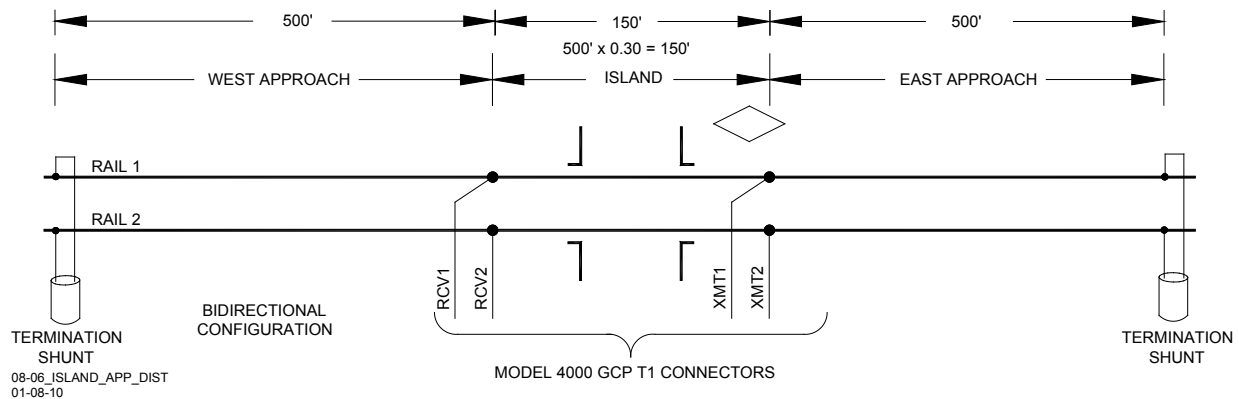 500'
150'
500'
500' x 0.30 = 150'
WEST APPROACH
ISLAND
EAST APPROACH
RAIL 1
RAIL 2
RCV1
RCV2
XMT1
XMT2
BIDIRECTIONAL
CONFIGURATION
TERMINATION
SHUNT
TERMINATION
SHUNT
MODEL 4000 GCP T1 CONNECTORS
08-06_ISLAND_APP_DIST
01-08-10